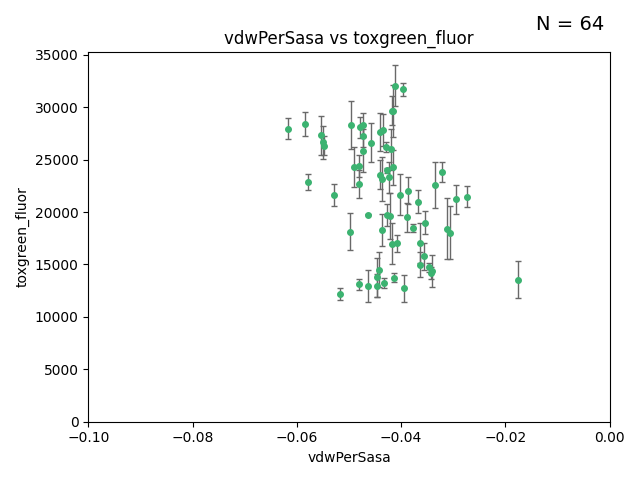 N = 64
vdwPerSasa vs toxgreen_fluor
35000
30000
25000
20000
15000
10000
5000
0
toxgreen_fluor
−0.10 −0.08 −0.06 −0.04 −0.02 0.00
vdwPerSasa